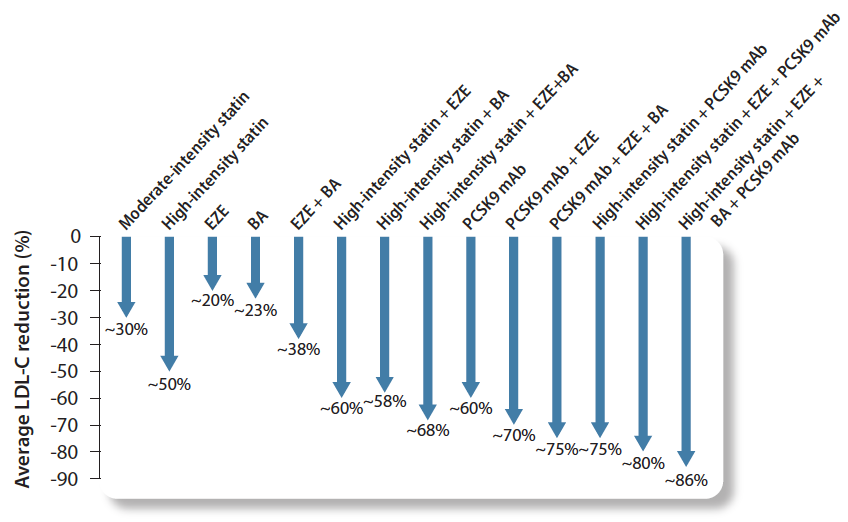 Moderate-intensity statin
High-intensity statin
EZE
BA
EZE + BA
High-intensity statin + EZE
High-intensity statin + BA
High-intensity statin + EZE+BA
PCSK9 mAb
PCSK9 mAb + EZE
PCSK9 mAb + EZE + BA
High-intensity statin + PCSK9 mAb
High-intensity statin + EZE + PCSK9 mAb
High-intensity statin + EZE +
BA + PCSK9 mAb
Average LDL-C reduction (%)
0
-10
-20
-30
-40
-50
-60
-70
-80
-90
~30%
~50%
~20%
~23%
~38%
~60%
~58%
~68%
~60%
~70%
~75%
~75%
~80%
~86%